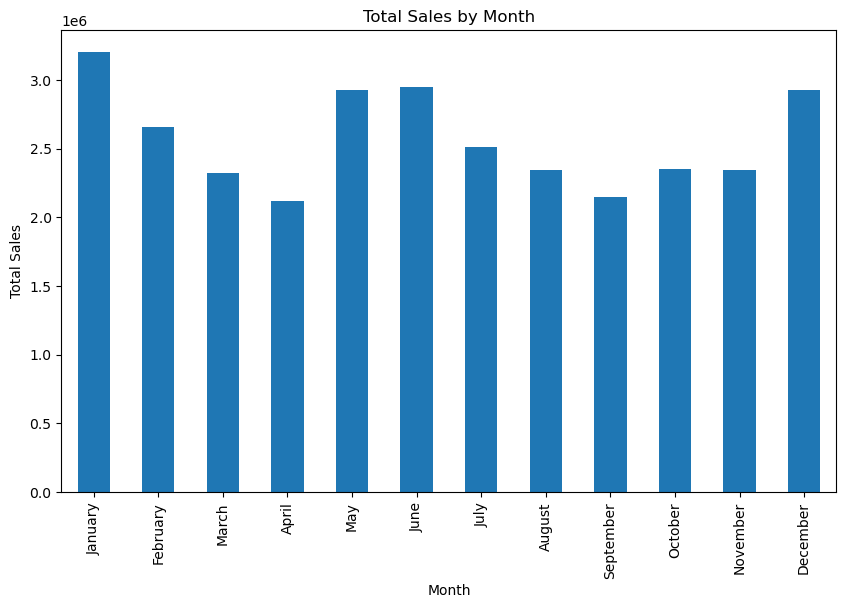 Total Sales by Month
1e6
3.0
2.5
2.0
1.5
1.0
0.5
0.0
Total Sales
January
February
March
April
May
June
July
August
September
October
November
December
Month